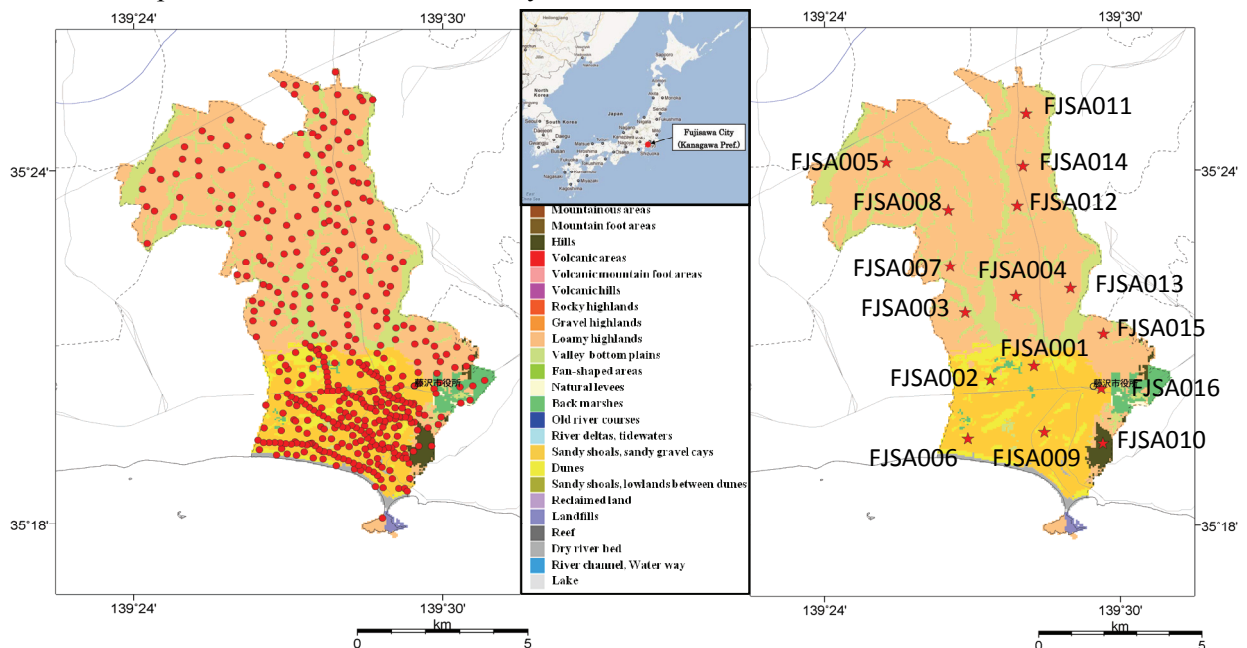 139°24'
139°30'
35°24'
35°18'
139°24'
139°30'
km
0
5
藤沢市役所
North
Korea
South Korea
Japan
Sapporo
Fujisawa City
(Kanagawa Pref.)
Mountainous areas
Mountain foot areas
Hills
Volcanic areas
Volcanic mountain foot areas
Volcanic hills
Rocky highlands
Gravel highlands
Loamy highlands
Valley bottom plains
Fan-shaped areas
Natural levees
Back marshes
Old river courses
River deltas, tidewaters
Sandy shoals, sandy gravel cays
Dunes
Sandy shoals, lowlands between dunes
Reclaimed land
Landfills
Reef
Dry river bed
River channel, Water way
Lake
139°24'
139°30'
FJSA011
FJSA005
FJSA014
35°24'
FJSA008
FJSA012
FJSA007
FJSA004
FJSA013
FJSA003
FJSA015
FJSA001
FJSA002
藤沢市役所
FJSA016
FJSA006
FJSA009
FJSA010
35°18'
139°24'
139°30'
km
0
5